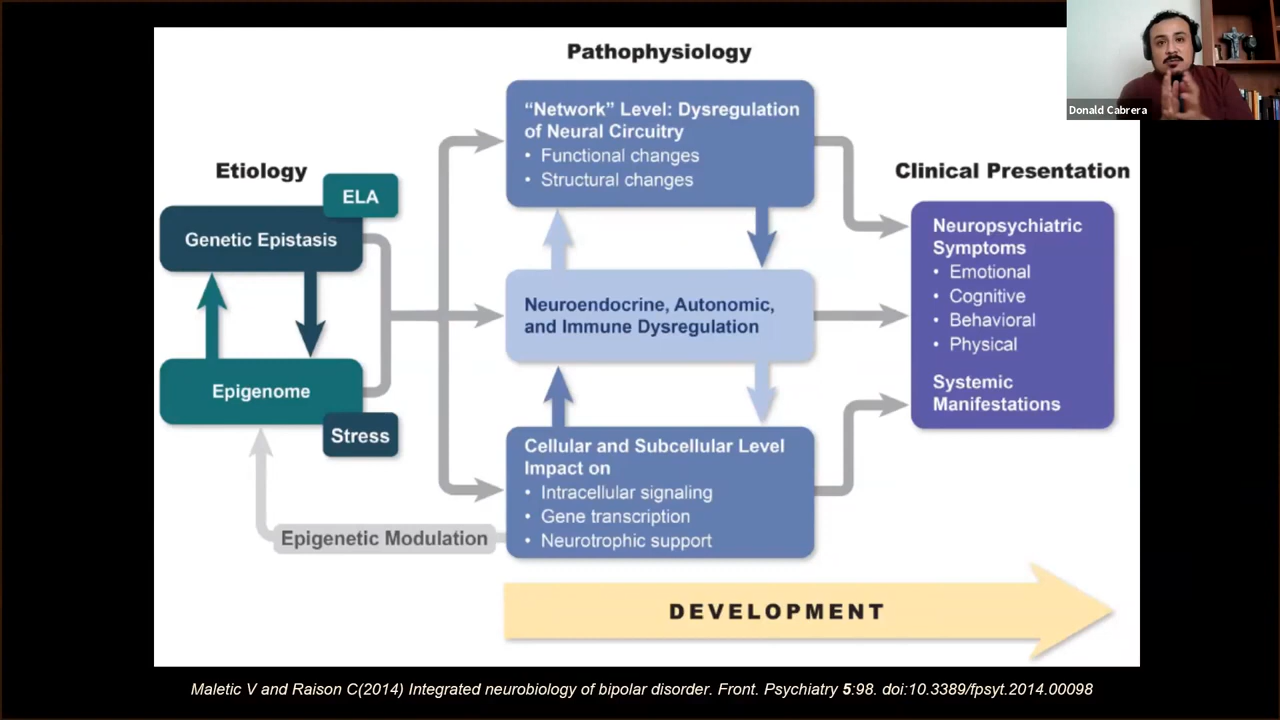 Pathophysiology
Donald Cabrera
Etiology
ELA
Genetic Epistasis
Epigenome
Stress
Epigenetic Modulation
“Network” Level: Dysregulation
of Neural Circuitry
• Functional changes
• Structural changes
Neuroendocrine, Autonomic,
and Immune Dysregulation
Cellular and Subcellular Level
Impact on
• Intracellular signaling
• Gene transcription
• Neurotrophic support
Clinical Presentation
Neuropsychiatric
Symptoms
• Emotional
• Cognitive
• Behavioral
• Physical
Systemic
Manifestations
DEVELOPMENT
Maletic V and Raison C(2014) Integrated neurobiology of bipolar disorder. Front. Psychiatry 5:98. doi:10.3389/fpsyt.2014.00098